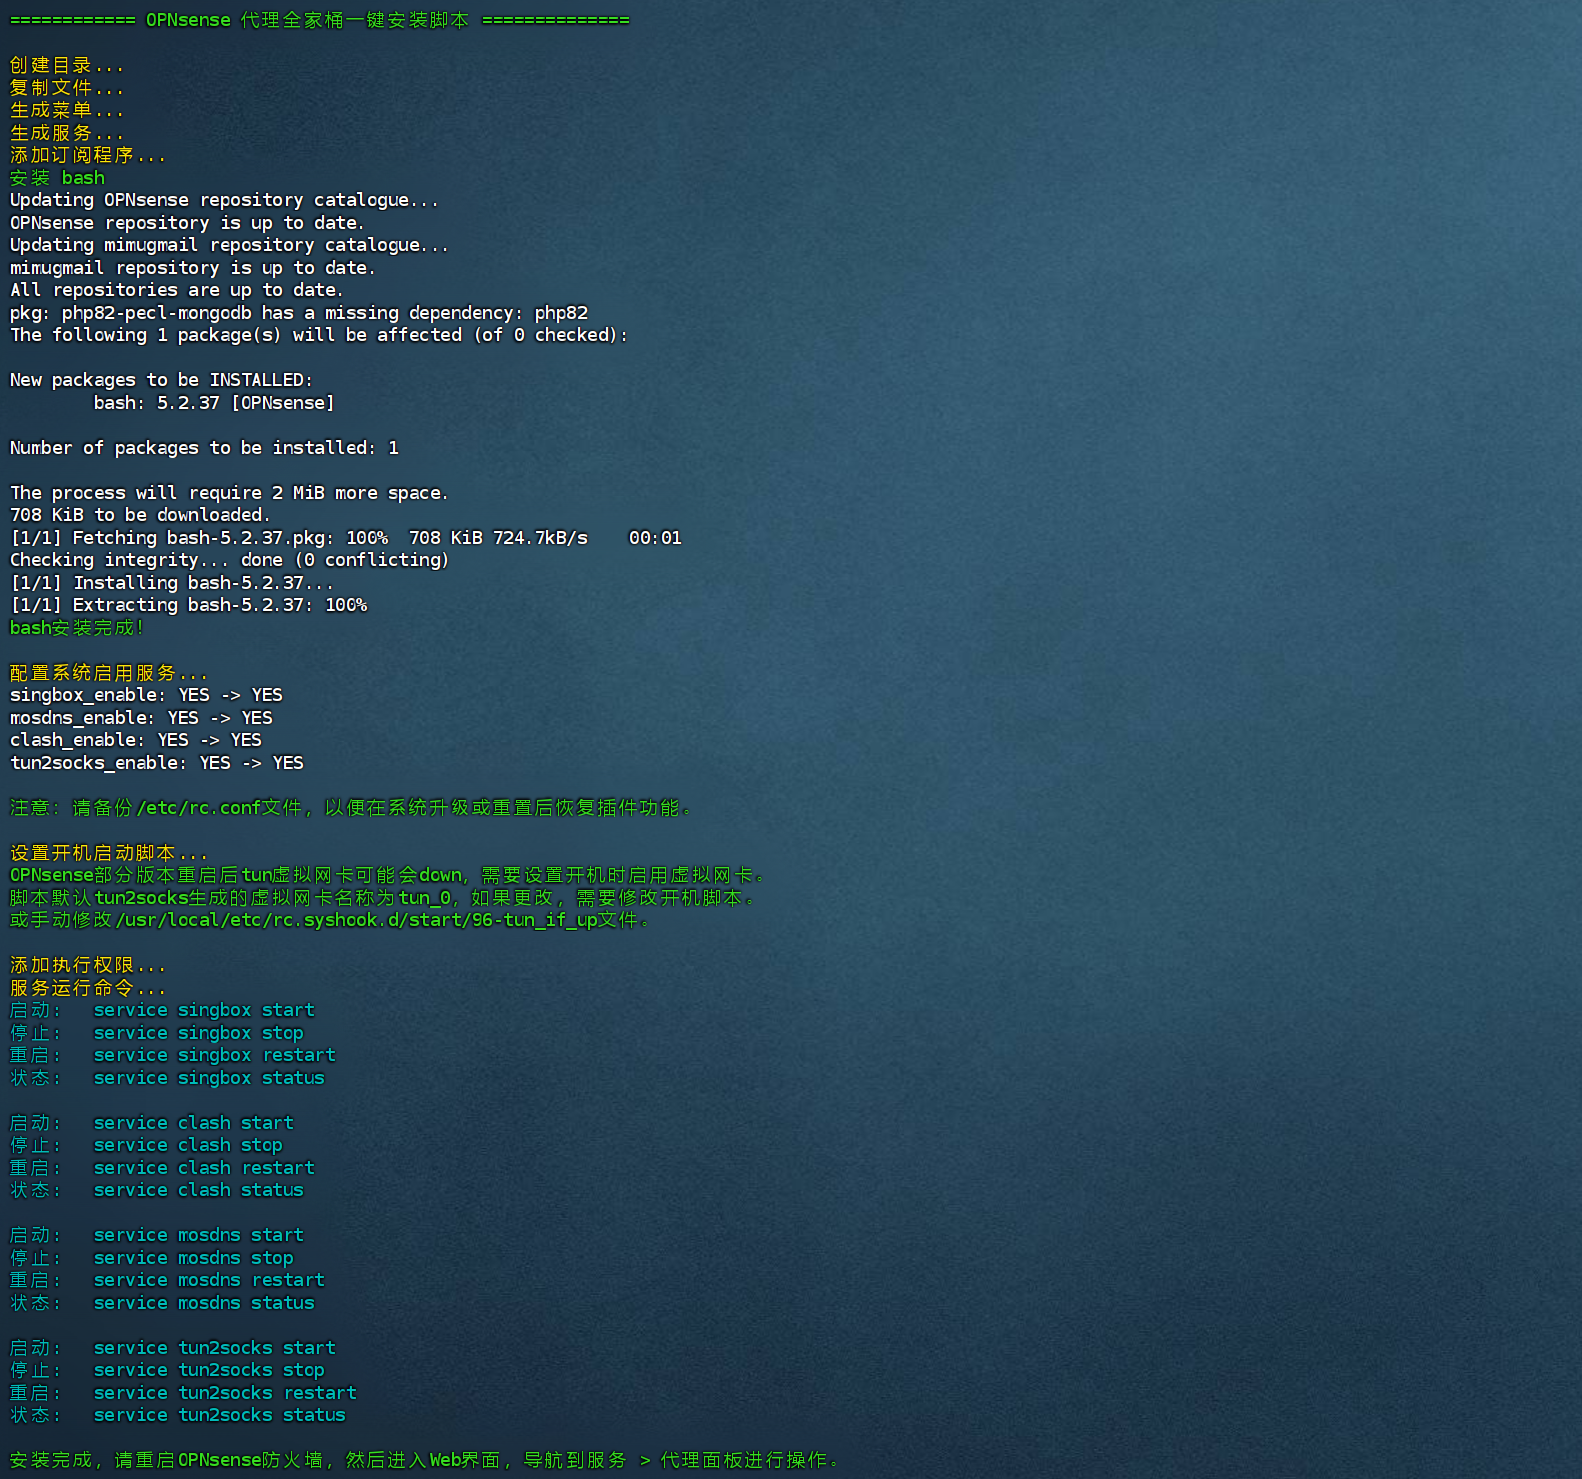 ============ OPNsense 代理全家桶一键安装脚本 ==============
创建目录...
复制文件...
生成菜单...
生成服务...
添加订阅程序...
安装 bash
Updating OPNsense repository catalogue...
OPNsense repository is up to date.
Updating mimugmail repository catalogue...
mimugmail repository is up to date.
All repositories are up to date.
pkg: php82-pecl-mongodb has a missing dependency: php82
The following 1 package(s) will be affected (of 0 checked):
New packages to be INSTALLED:
bash: 5.2.37 [OPNsense]
Number of packages to be installed: 1
The process will require 2 MiB more space.
708 KiB to be downloaded.
[1/1] Fetching bash-5.2.37.pkg: 100%  708 KiB 724.7kB/s    00:01
Checking integrity... done (0 conflicting)
[1/1] Installing bash-5.2.37...
[1/1] Extracting bash-5.2.37: 100%
bash安装完成！
配置系统启用服务...
singbox_enable: YES -> YES
mosdns_enable: YES -> YES
clash_enable: YES -> YES
tun2socks_enable: YES -> YES
注意：请备份/etc/rc.conf文件，以便在系统升级或重置后恢复插件功能。
设置开机启动脚本...
OPNsense部分版本重启后tun虚拟网卡可能会down，需要设置开机时启用虚拟网卡。
脚本默认tun2socks生成的虚拟网卡名称为tun_0，如果更改，需要修改开机脚本。
或手动修改/usr/local/etc/rc.syshook.d/start/96-tun_if_up文件。
添加执行权限...
服务运行命令...
启动：  service singbox start
停止：  service singbox stop
重启：  service singbox restart
状态：  service singbox status
启动：  service clash start
停止：  service clash stop
重启：  service clash restart
状态：  service clash status
启动：  service mosdns start
停止：  service mosdns stop
重启：  service mosdns restart
状态：  service mosdns status
启动：  service tun2socks start
停止：  service tun2socks stop
重启：  service tun2socks restart
状态：  service tun2socks status
安装完成，请重启OPNsense防火墙，然后进入Web界面，导航到服务 > 代理面板进行操作。